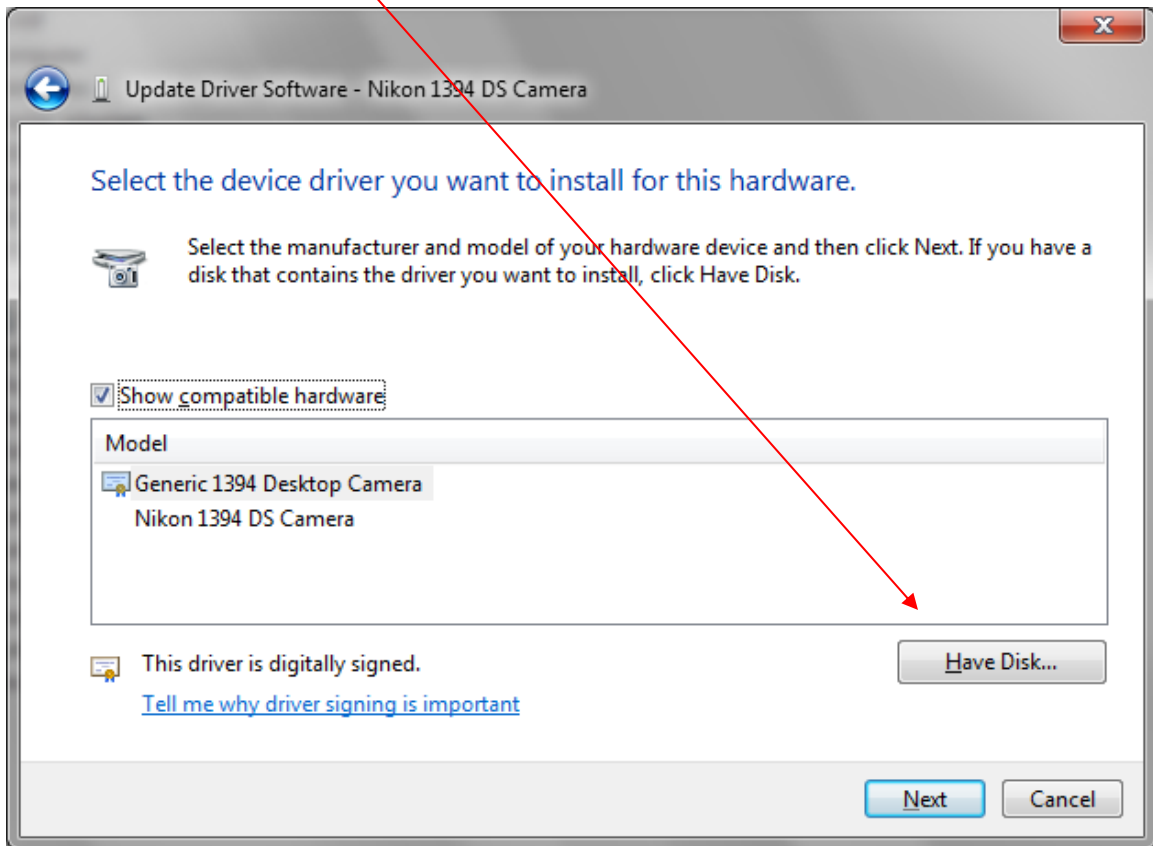 Update Driver Software - Nikon 1394 DS Camera
Select the device driver you want to install for this hardware.
Select the manufacturer and model of your hardware device and then click Next. If you have a
disk that contains the driver you want to install, click Have Disk.
Show compatible hardware
Model
Generic 1394 Desktop Camera
Nikon 1394 DS Camera
This driver is digitally signed.
Have Disk...
Tell me why driver signing is important
Next
Cancel